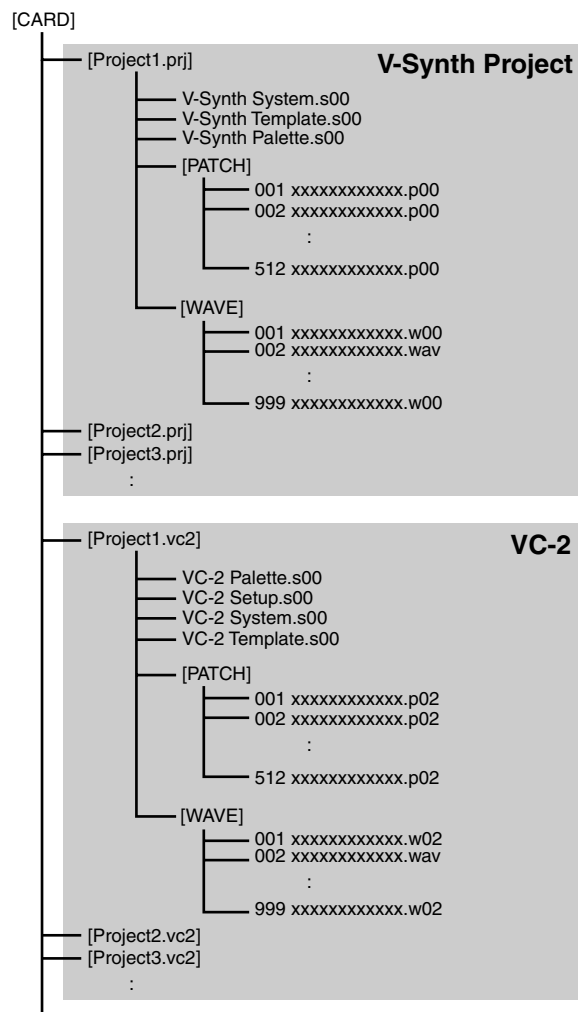 [CARD]
[Project1.prj]
V-Synth Project
V-Synth System.s00
V-Synth Template.s00
V-Synth Palette.s00
[PATCH]
001 xxxxxxxxxxxx.p00
002 xxxxxxxxxxxx.p00
:
512 xxxxxxxxxxxx.p00
[WAVE]
001 xxxxxxxxxxxx.w00
002 xxxxxxxxxxxx.wav
:
999 xxxxxxxxxxxx.w00
[Project2.prj]
[Project3.prj]
:
[Project1.vc2]
VC-2
VC-2 Palette.s00
VC-2 Setup.s00
VC-2 System.s00
VC-2 Template.s00
[PATCH]
001 xxxxxxxxxxxx.p02
002 xxxxxxxxxxxx.p02
:
512 xxxxxxxxxxxx.p02
[WAVE]
001 xxxxxxxxxxxx.w02
002 xxxxxxxxxxxx.wav
:
999 xxxxxxxxxxxx.w02
[Project2.vc2]
[Project3.vc2]
: